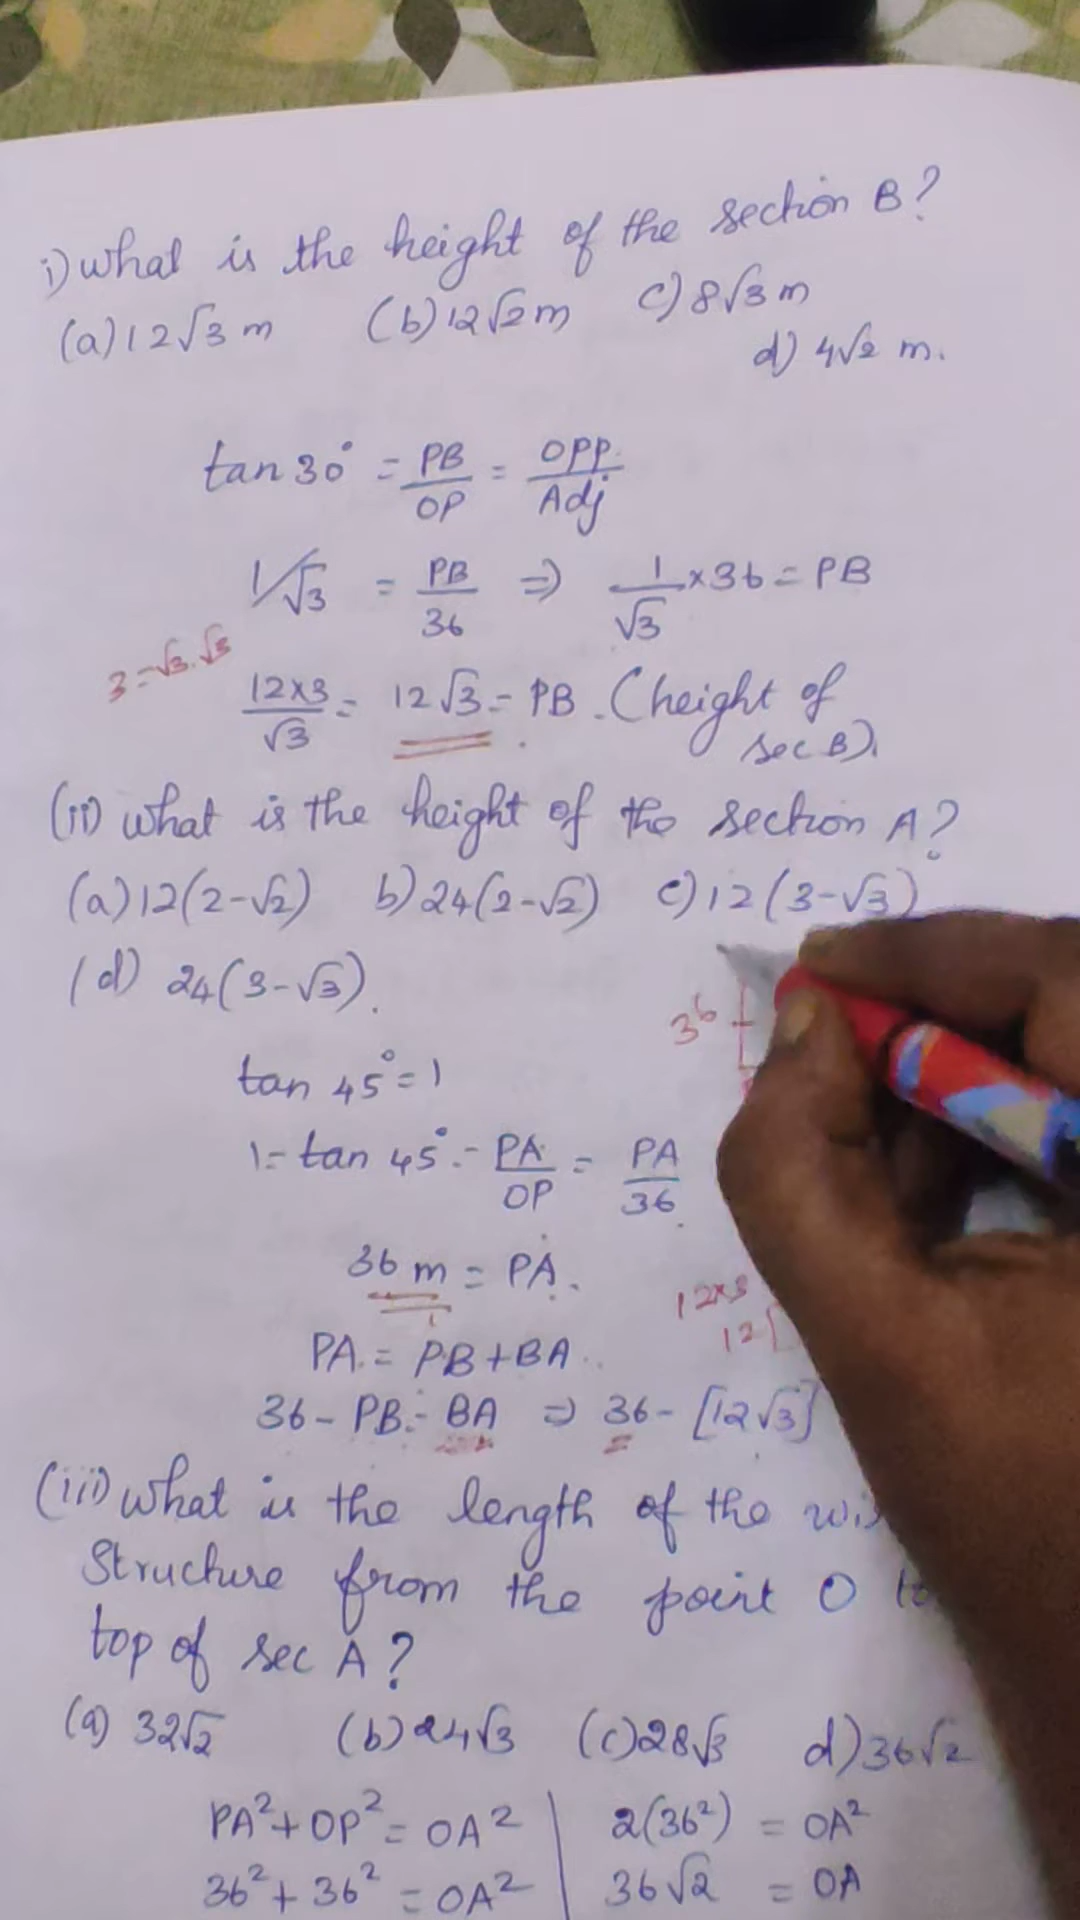 i) What is the height of the section B?
(a) 12√3 m (b) 12√2 m c) 8√3 m
d) 4√2 m.
tan 30° = PB/OP = OPP./Adj
1/√3 = PB/36 ⇒ 1/√3 × 36 = PB
3 = √3.√3
12×3/√3 = 12√3 = PB. (height of
sec B).
(ii) What is the height of the section A?
(a) 12(2-√2) b) 24(2-√2) c) 12(3-√3)
(d) 24(3-√3).
36
tan 45° = 1
1 = tan 45° = PA/OP = PA/36.
36 m = PA.
12×3
12[
PA = PB + BA.
36 - PB = BA ⇒ 36 - [12√3]
(iii) What is the length of the
Structure from the point O
top of sec A?
(a) 32√2 (b) 24√3 (c) 28√3 d) 36√2
PA² + OP² = OA² | 2(36²) = OA²
36² + 36² = OA² | 36√2 = OA